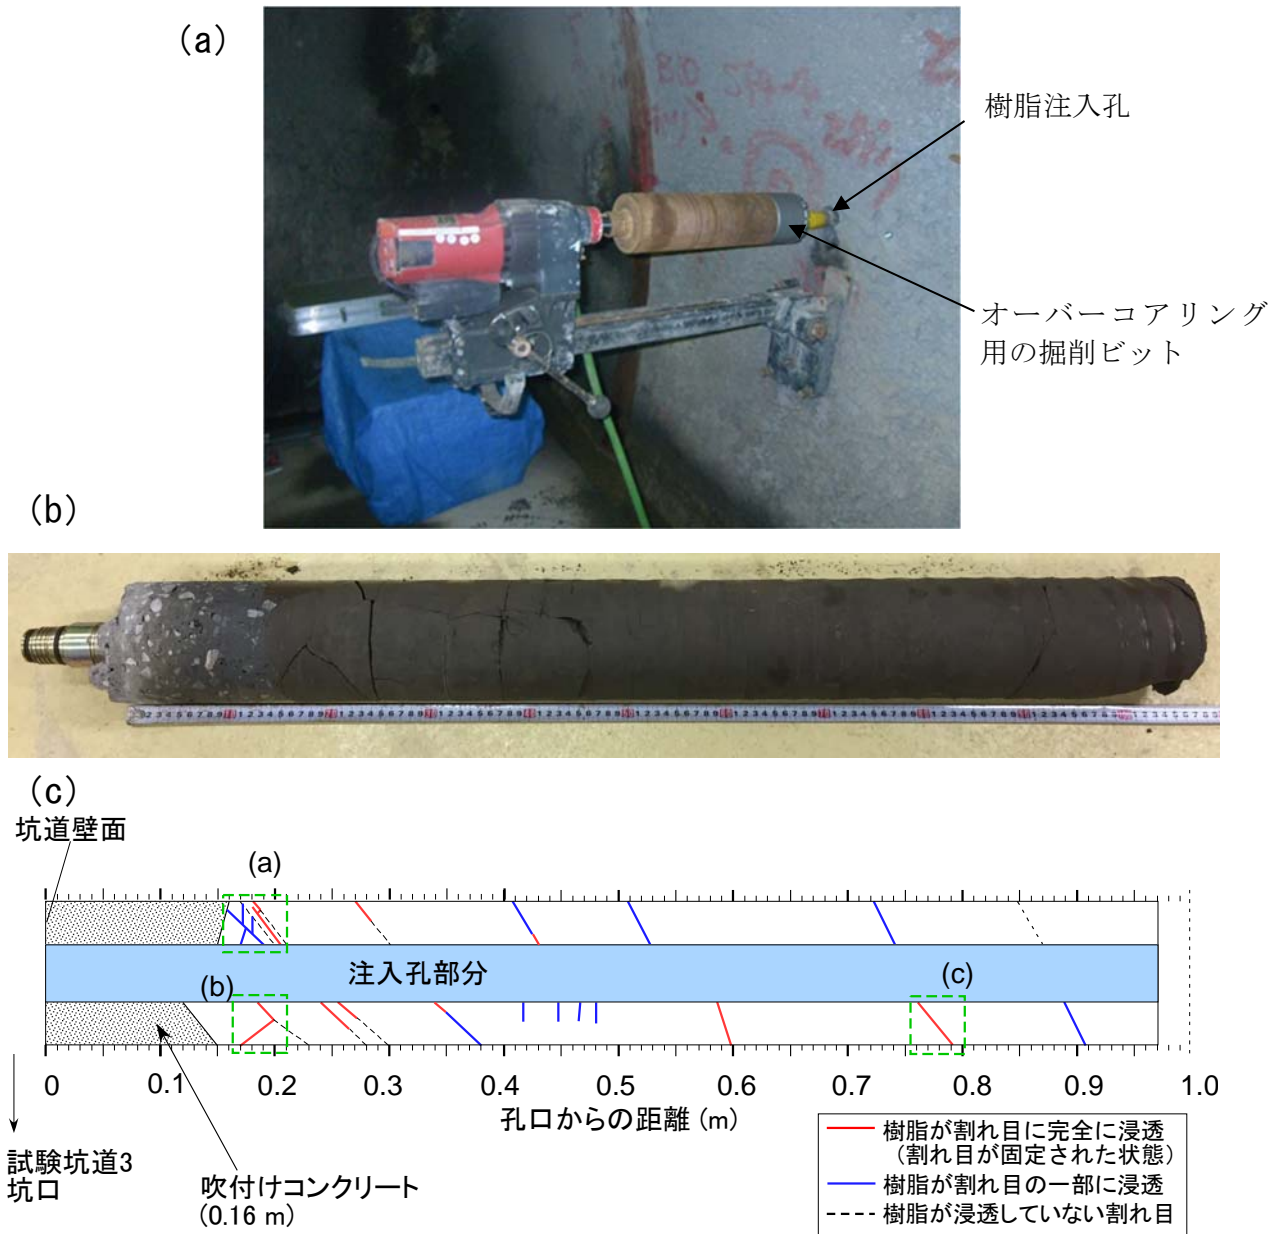 (a)
樹脂注入孔
オーバーコアリング
用の掘削ビット
(b)
(c)
坑道壁面
(a)
注入孔部分
(b)
(c)
0 0.1 0.2 0.3 0.4 0.5 0.6 0.7 0.8 0.9 1.0
孔口からの距離 (m)
試験坑道3
坑口
吹付けコンクリート
(0.16 m)
樹脂が割れ目に完全に浸透
(割れ目が固定された状態)
樹脂が割れ目の一部に浸透
樹脂が浸透していない割れ目